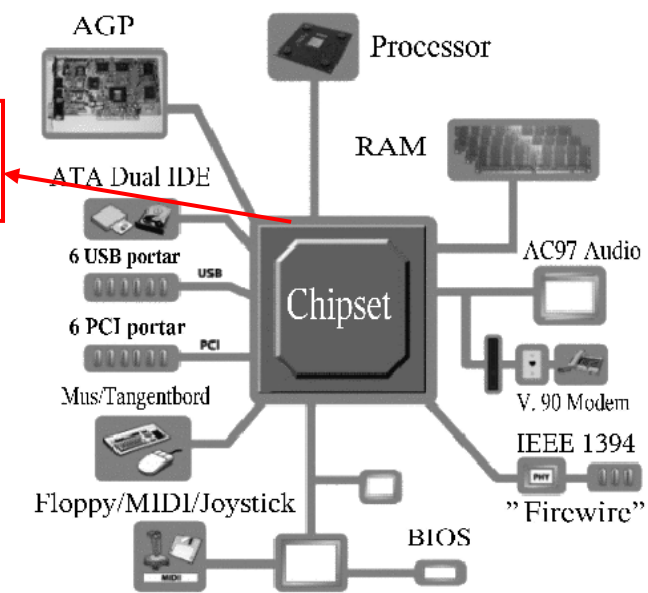 AGP
Processor
RAM
ATA Dual IDE
6 USB portar
USB
AC97 Audio
Chipset
6 PCI portar
PCI
Mus/Tangentbord
V. 90 Modem
IEEE 1394
PHY
"Firewire"
Floppy/MIDI/Joystick
MIDI
BIOS